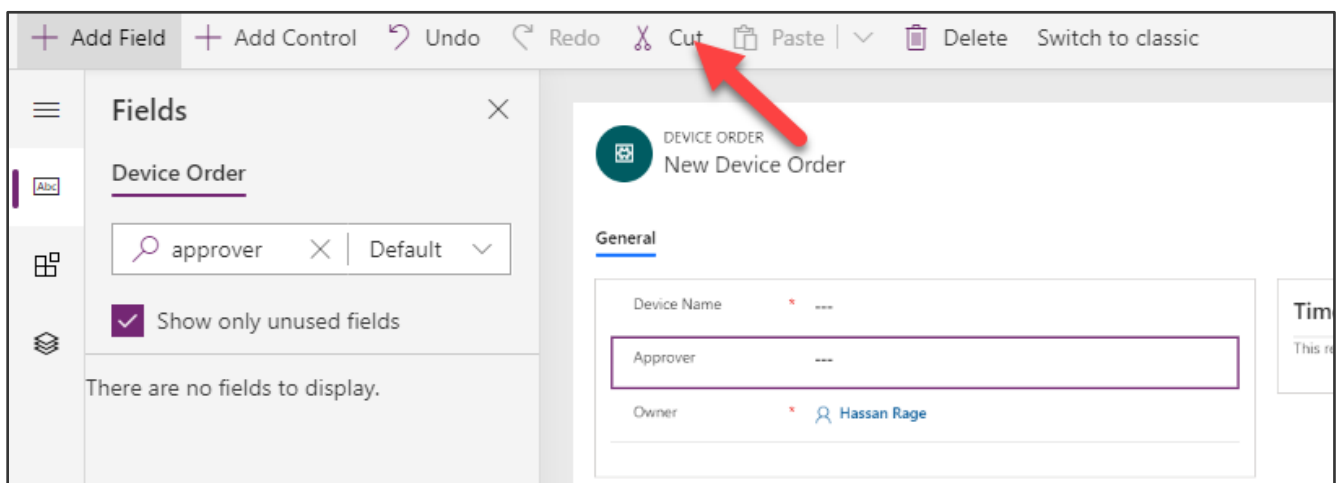 Add Field Add Control Undo Redo Cut Paste Delete Switch to classic
Fields
Device Order
approver Default
Show only unused fields
There are no fields to display.
Abc
DEVICE ORDER
New Device Order
General
Device Name * ---
Approver ---
Owner * Hassan Rage
Tim
This re